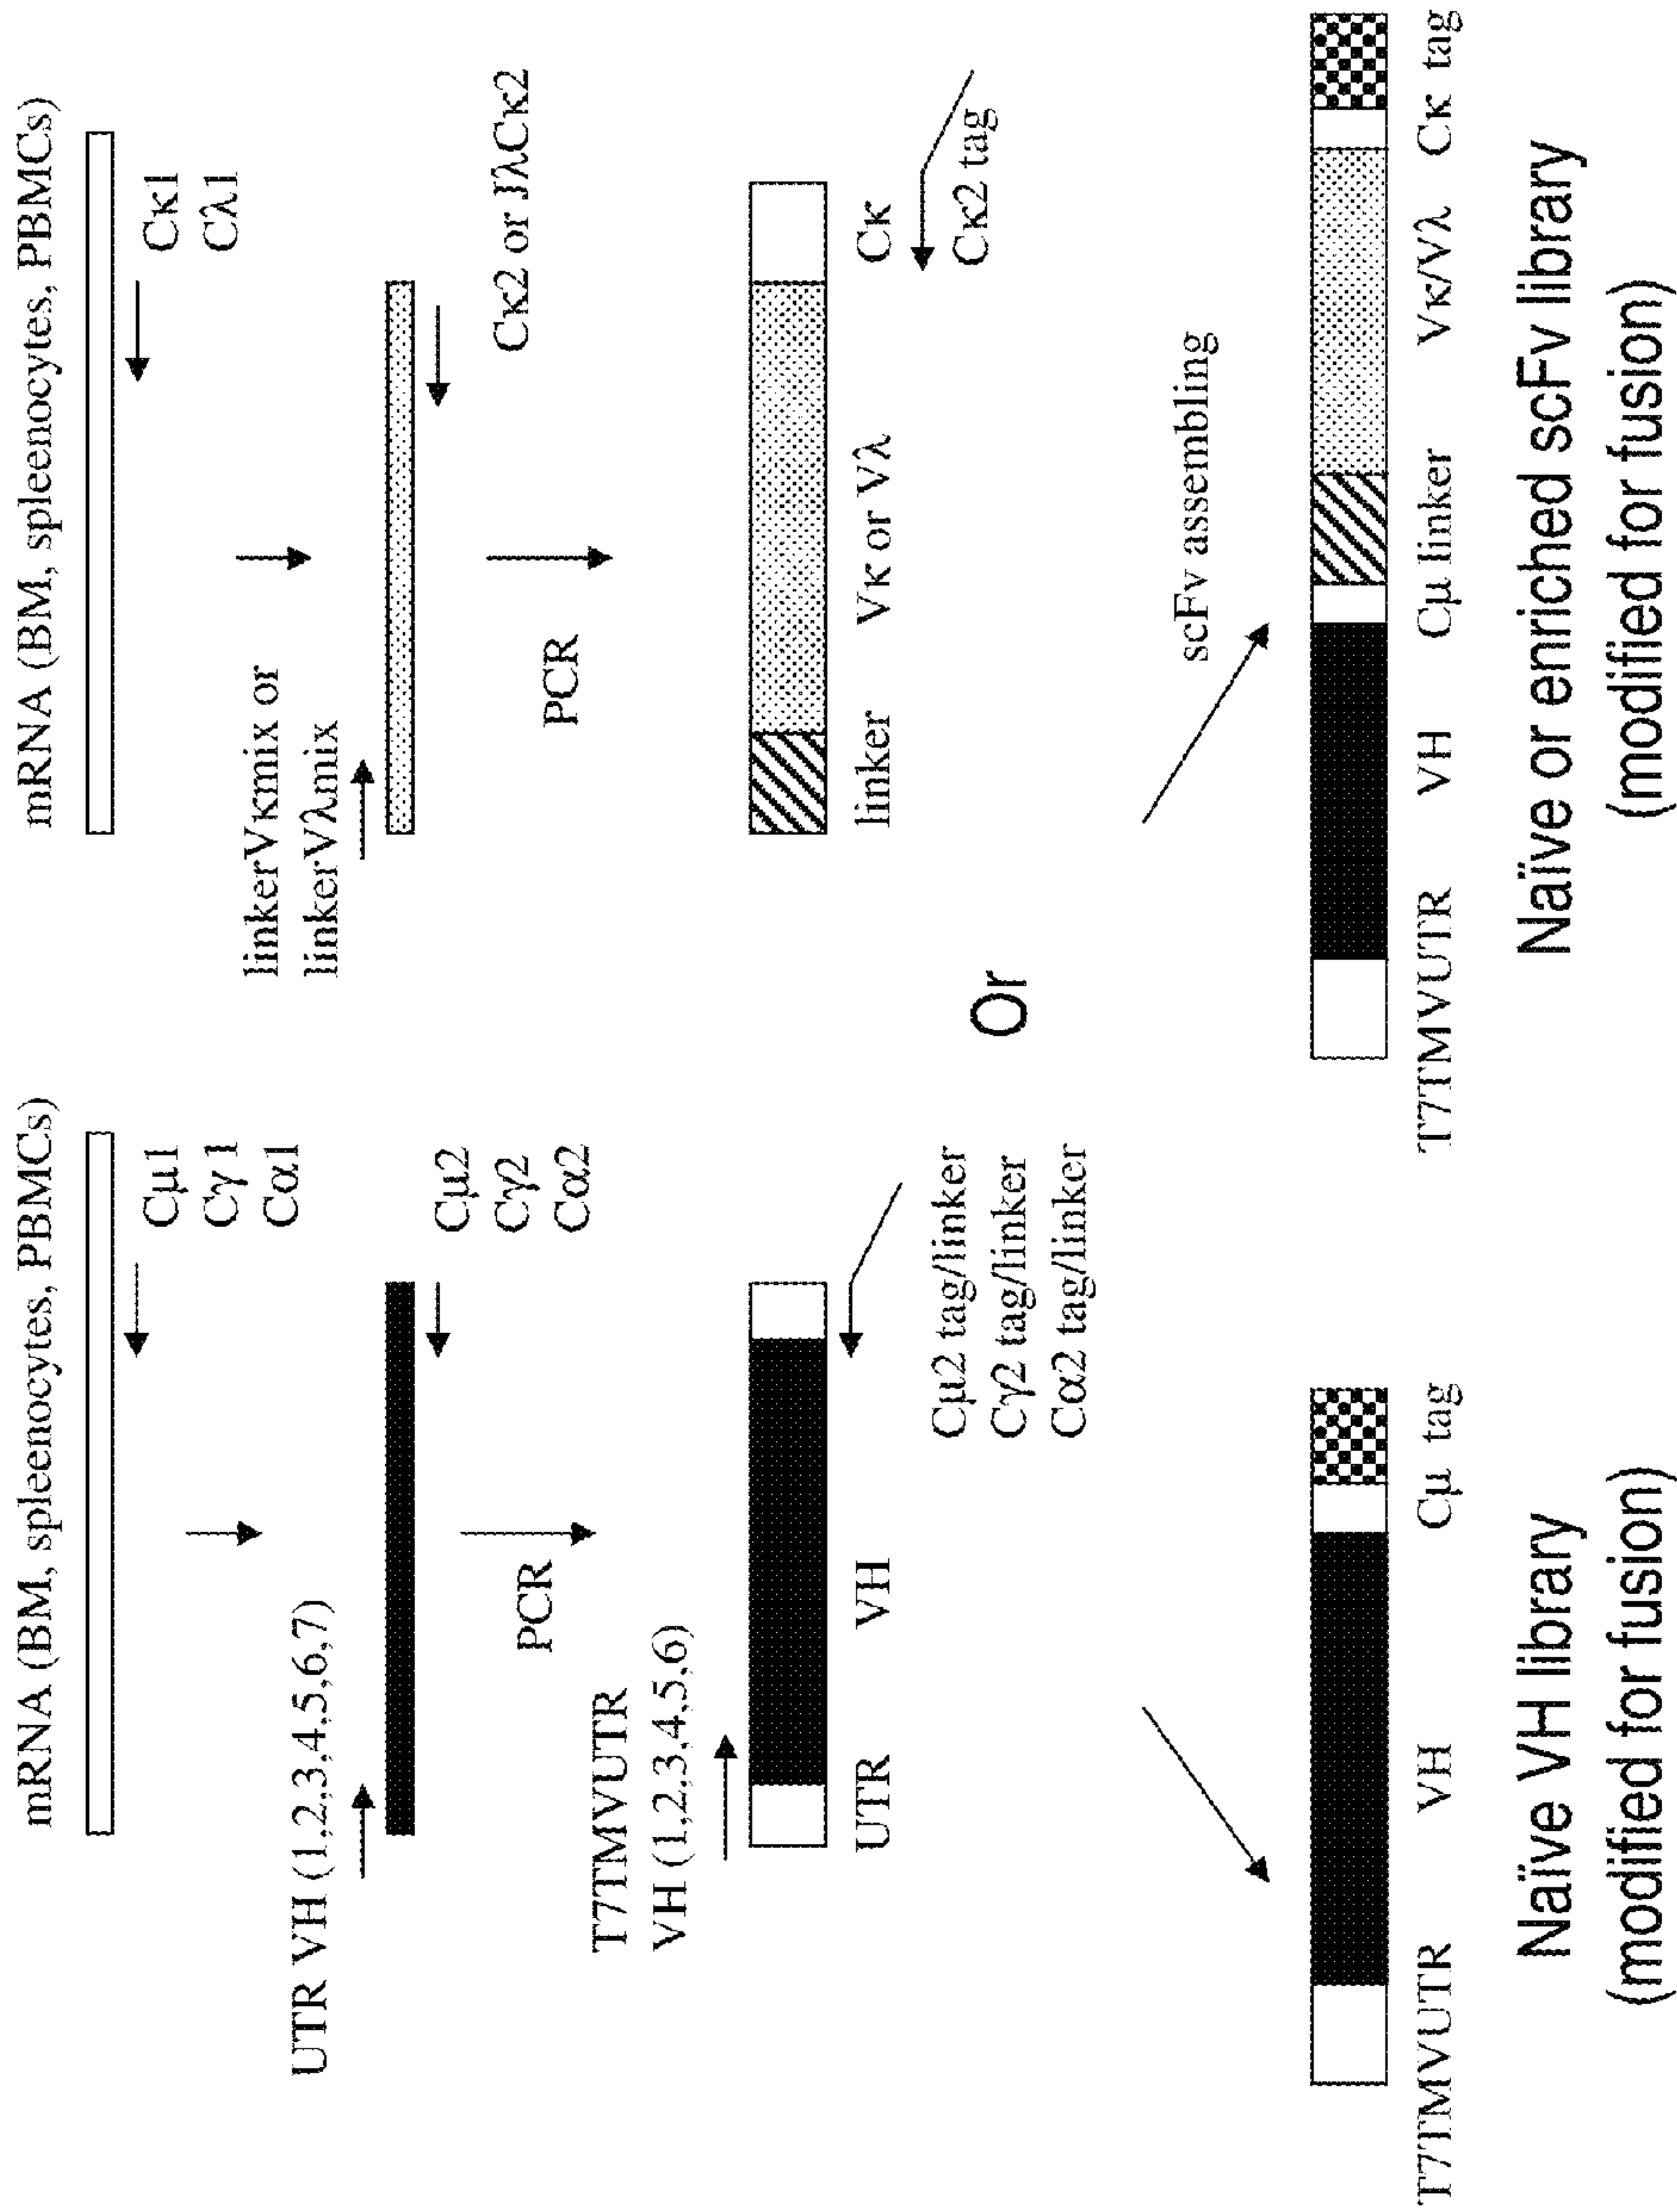 mRNA (BM, spleenocytes, PBMCs)
Cμ1
Cγ 1
Cα1
UTR VH (1,2,3,4,5,6,7)
Cμ2
Cγ2
Cα2
PCR
T7TMVUTR
VH (1,2,3,4,5,6)
UTR
VH
Cμ2 tag/linker
Cγ2 tag/linker
Cα2 tag/linker
T7TMVUTR
VH
Cμ tag
Naïve VH library
(modified for fusion)
Or
mRNA (BM, spleenocytes, PBMCs)
Cκ1
Cλ1
linkerVκmix or
linkerVλmix
Cκ2 or JλCκ2
PCR
linker
Vκ or Vλ
Cκ
Cκ2 tag
scFv assembling
T7TMVUTR
VH
Cμ linker
Vκ/Vλ
Cκ tag
Naïve or enriched scFv library
(modified for fusion)